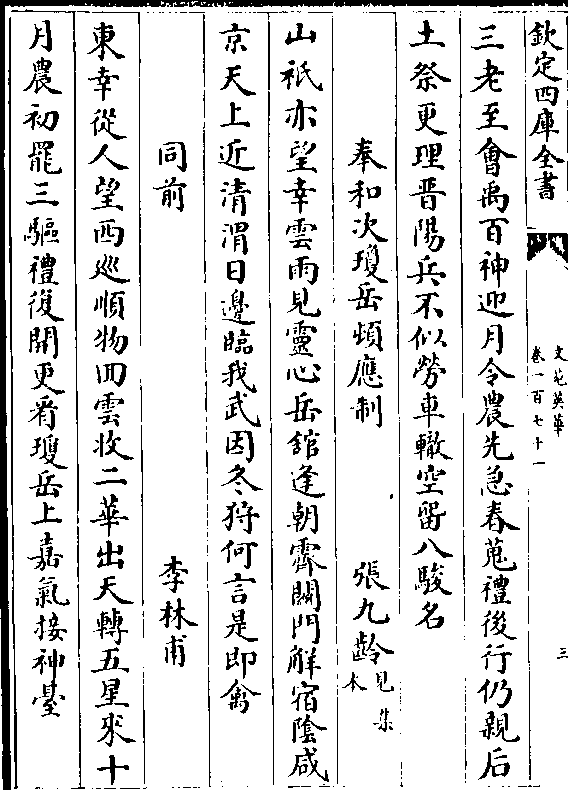 欽定四庫全書
文苑英華
卷一百七十一
三
三老至會禹百神迎月令農先急春蒐禮後行仍親后
土祭更理晉陽兵不似勞車轍空留八駿名
奉和次瓊岳頓應制
張九齡見集本
山祇亦望幸雲雨見靈心岳舘逢朝霽關門解宿陰咸
京天上近清渭日邊臨我武因冬狩何言是即禽
同前
李林甫
東幸從人望西巡順物回雲收二華出天轉五星來十
月農初罷三驅禮復開更看瓊岳上嘉氣接神臺